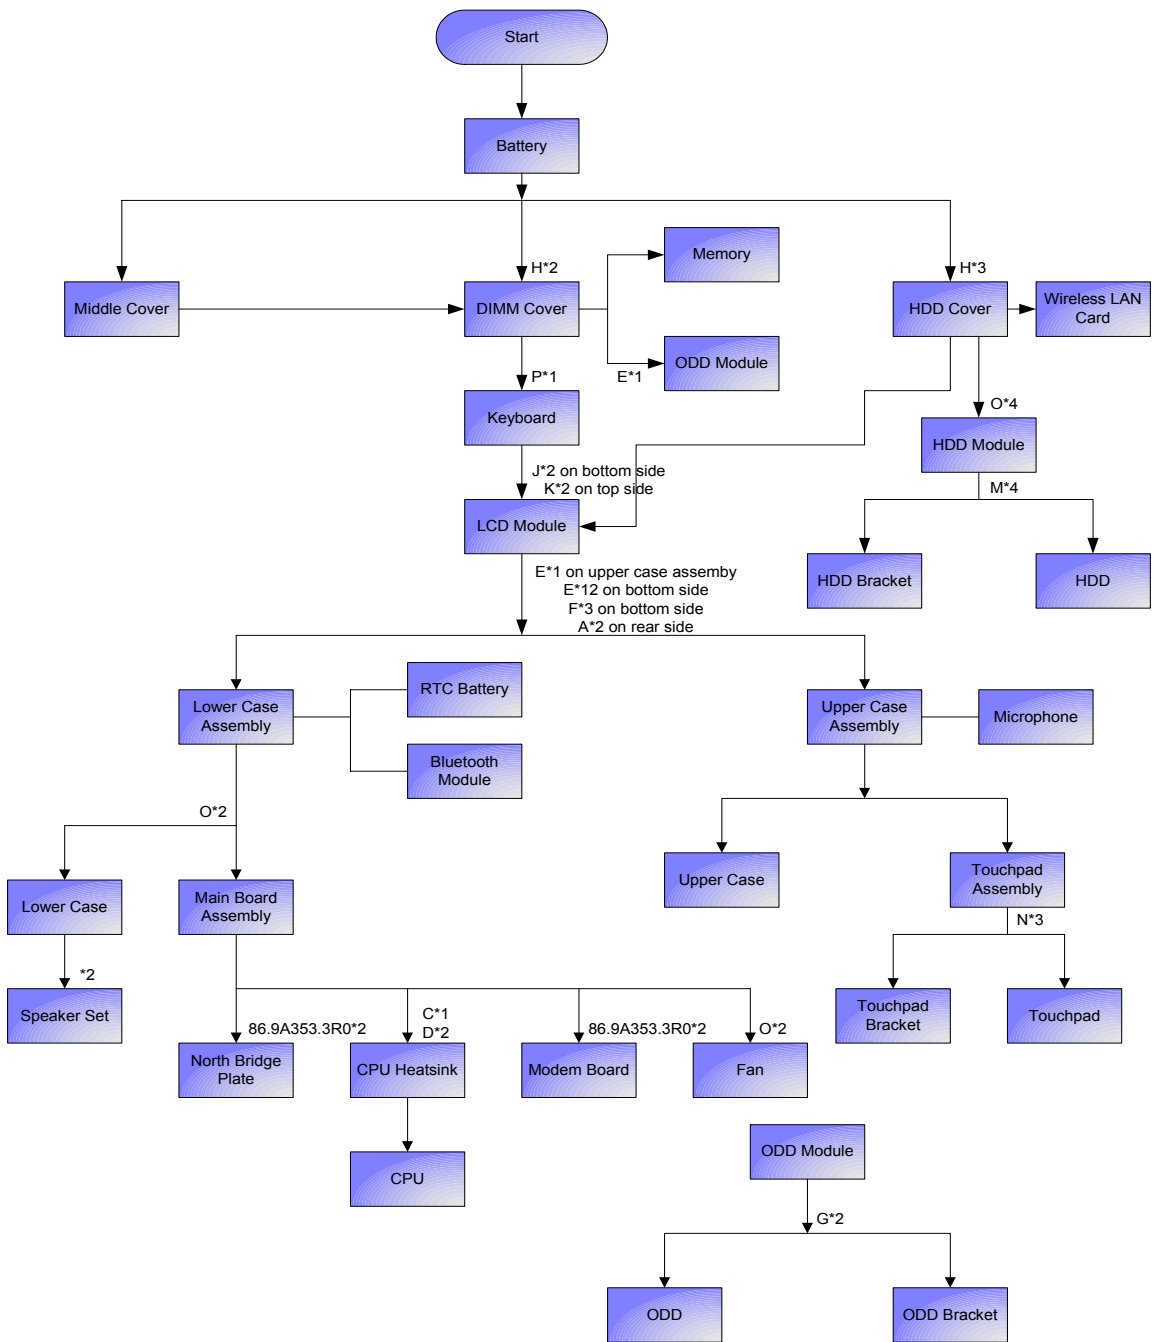 Start
Battery
Memory
H*2
H*3
Middle Cover
DIMM Cover
HDD Cover
Wireless LAN
Card
ODD Module
P*1
E*1
Keyboard
O*4
HDD Module
J*2 on bottom side
K*2 on top side
M*4
LCD Module
E*1 on upper case assemby
E*12 on bottom side
F*3 on bottom side
A*2 on rear side
HDD Bracket
HDD
RTC Battery
Lower Case
Assembly
Upper Case
Assembly
Microphone
Bluetooth
Module
O*2
Upper Case
Touchpad
Assembly
Lower Case
Main Board
Assembly
N*3
*2
Speaker Set
Touchpad
Bracket
Touchpad
86.9A353.3R0*2
C*1
D*2
86.9A353.3R0*2
O*2
North Bridge
Plate
CPU Heatsink
Modem Board
Fan
CPU
ODD Module
G*2
ODD
ODD Bracket